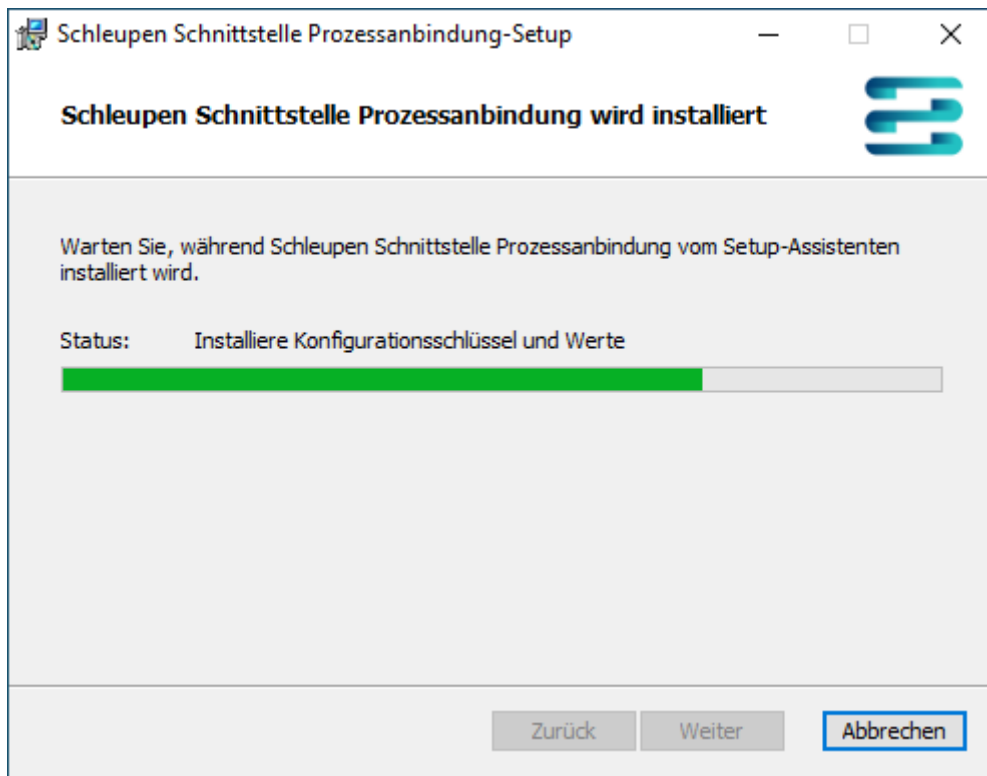 Schleupen Schnittstelle Prozessanbindung-Setup
Schleupen Schnittstelle Prozessanbindung wird installiert
Warten Sie, während Schleupen Schnittstelle Prozessanbindung vom Setup-Assistenten
installiert wird.
Status: Installiere Konfigurationsschlüssel und Werte
Zurück Weiter Abbrechen